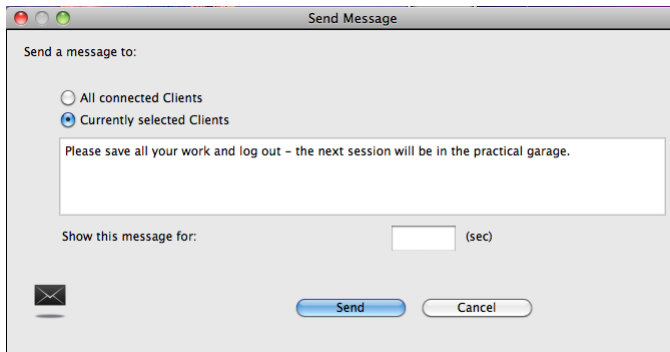 Send Message
Send a message to:
All connected Clients
Currently selected Clients
Please save all your work and log out – the next session will be in the practical garage.
Show this message for: (sec)
Send Cancel